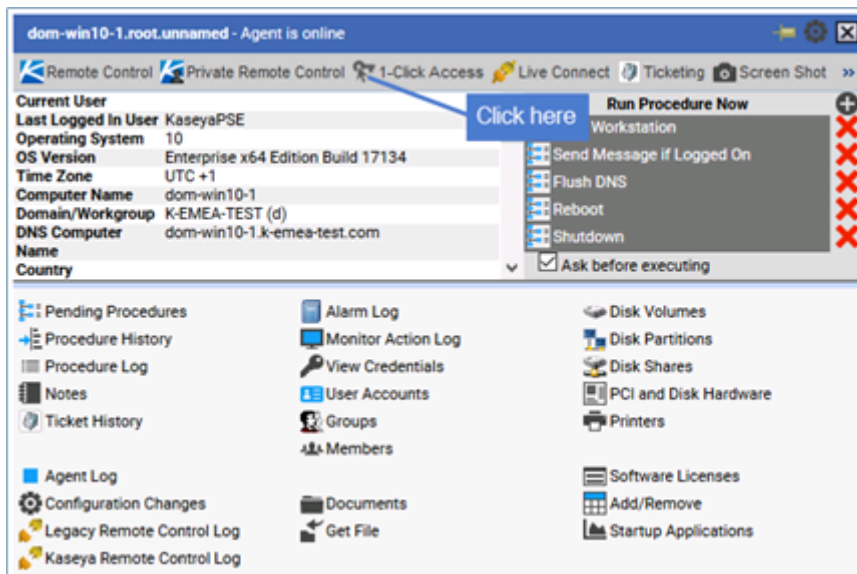 dom-win10-1.root.unnamed - Agent is online
Remote Control Private Remote Control 1-Click Access Live Connect Ticketing Screen Shot »
Click here
Current User
Last Logged In User KaseyaPSE
Operating System 10
OS Version Enterprise x64 Edition Build 17134
Time Zone UTC +1
Computer Name dom-win10-1
Domain/Workgroup K-EMEA-TEST (d)
DNS Computer dom-win10-1.k-emea-test.com
Name
Country
Run Procedure Now
Workstation
Send Message if Logged On
Flush DNS
Reboot
Shutdown
Ask before executing
Pending Procedures
Procedure History
Procedure Log
Notes
Ticket History
Agent Log
Configuration Changes
Legacy Remote Control Log
Kaseya Remote Control Log
Alarm Log
Monitor Action Log
View Credentials
User Accounts
Groups
Members
Documents
Get File
Disk Volumes
Disk Partitions
Disk Shares
PCI and Disk Hardware
Printers
Software Licenses
Add/Remove
Startup Applications